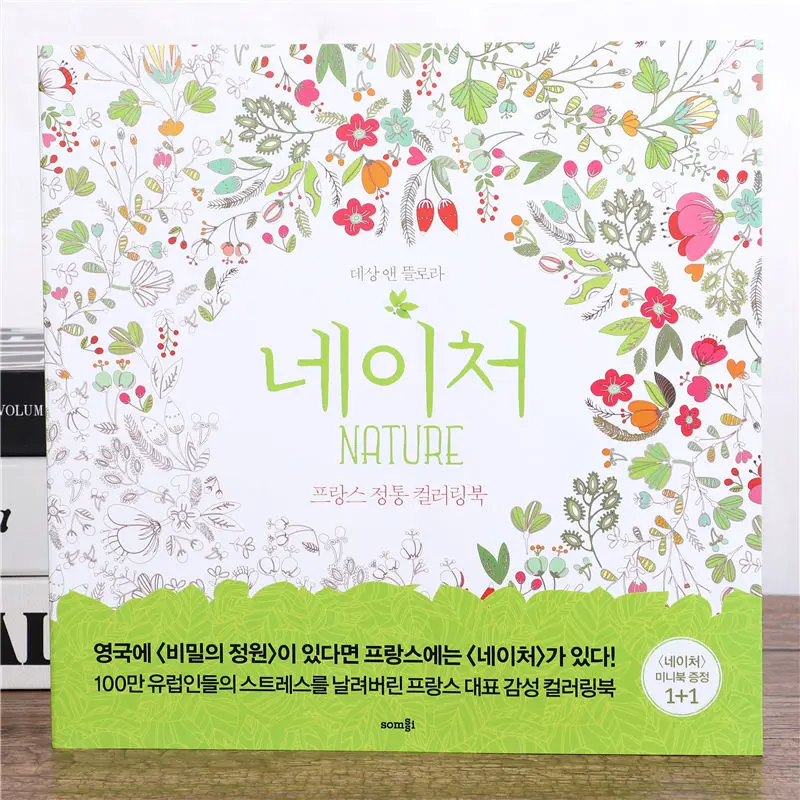 데상 앤 뜰로라
네이처
NATURE
프랑스 정통 컬러링북
영국에 〈비밀의 정원〉이 있다면 프랑스에는 〈네이처〉가 있다!
100만 유럽인들의 스트레스를 날려버린 프랑스 대표 감성 컬러링북
〈네이처〉
미니북 증정
1+1
somggi
VOLUM